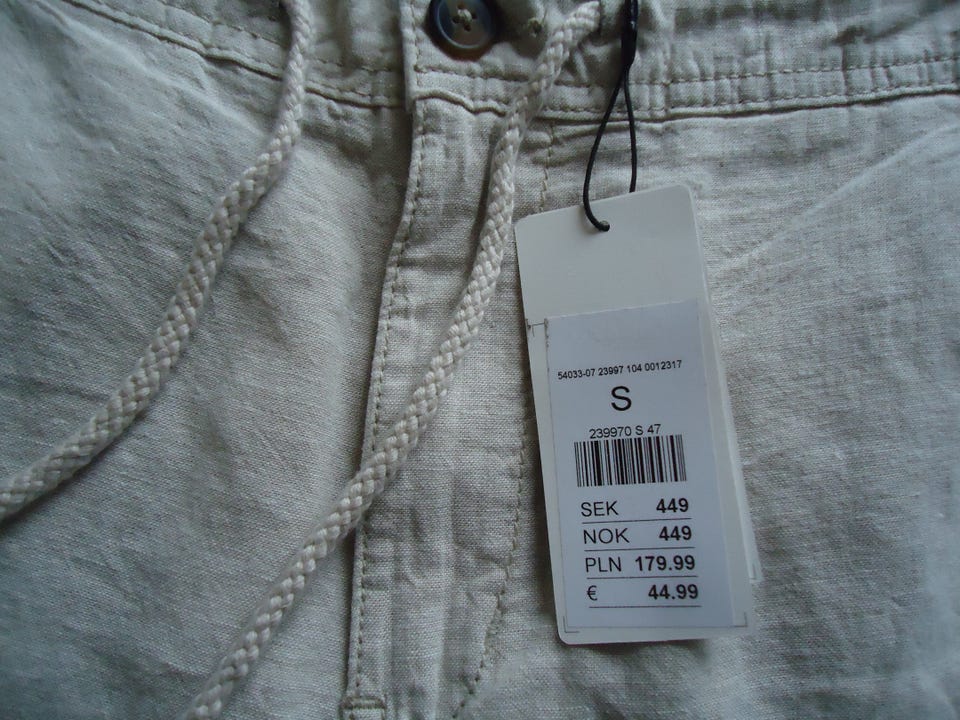 54033-07 23997 104 0012317
S
239970 S 47
SEK 449
NOK 449
PLN 179.99
€ 44.99